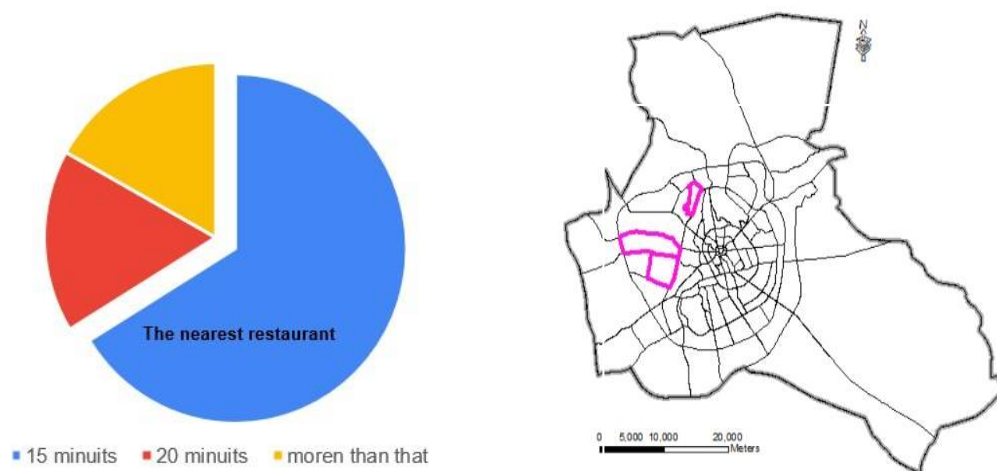 The nearest restaurant
15 minuits 20 minuits moren than that
N
0 5,000 10,000 20,000
Meters